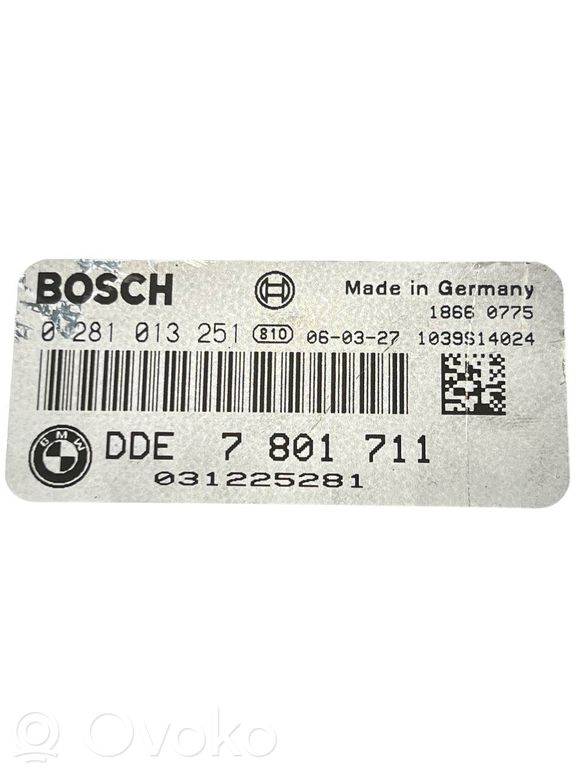 BOSCH Made in Germany
1866 0775
0 281 013 251 810 06-03-27 1039S14024
BMW DDE 7 801 711
031225281
Ovoko